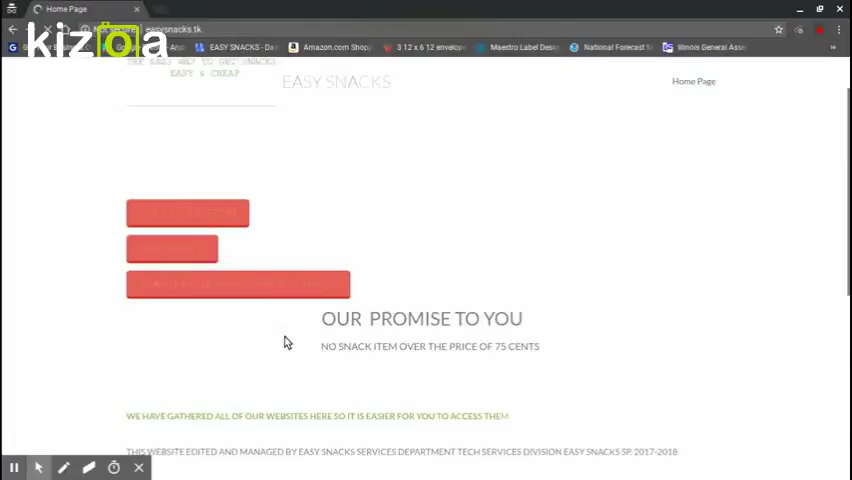 Home Page
Not secure | easysnacks.tk
EASY SNACKS - Da
Amazon.com Shopp
3 12 x 6 12 envelop
Maestro Label Desig
National Forecast
Illinois General Asse
kizoa
THE EASY WAY TO GET SNACKS
EASY & CHEAP
EASY SNACKS
Home Page
OUR PROMISE TO YOU
NO SNACK ITEM OVER THE PRICE OF 75 CENTS
WE HAVE GATHERED ALL OF OUR WEBSITES HERE SO IT IS EASIER FOR YOU TO ACCESS THEM
THIS WEBSITE EDITED AND MANAGED BY EASY SNACKS SERVICES DEPARTMENT TECH SERVICES DIVISION EASY SNACKS SP. 2017-2018